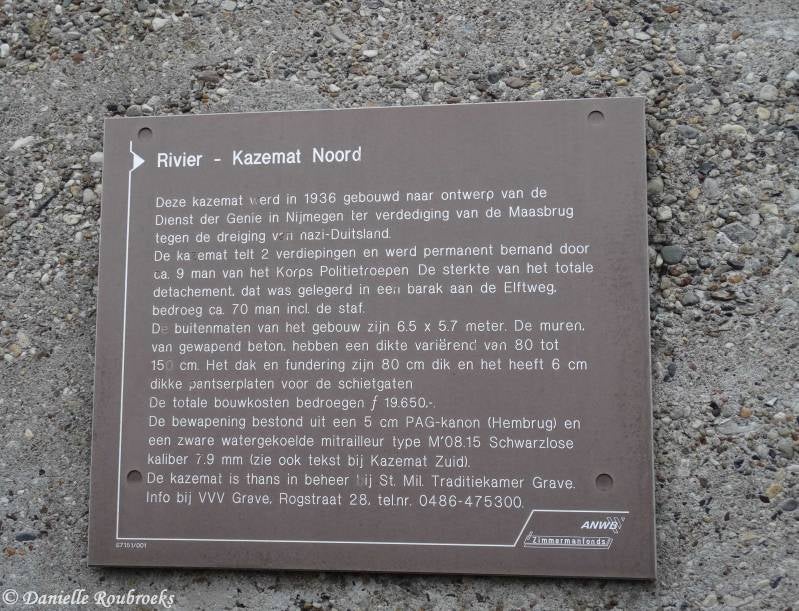 Rivier - Kazemat Noord
Deze kazemat werd in 1936 gebouwd naar ontwerp van de
Dienst der Genie in Nijmegen ter verdediging van de Maasbrug
tegen de dreiging van nazi-Duitsland.
De ka emat telt 2 verdiepingen en werd permanent bemand door
ca. 9 man van het Korps Politietroepen. De sterkte van het totale
detachement, dat was gelegerd in een barak aan de Elftweg,
bedroeg ca. 70 man incl. de staf.
De buitenmaten van het gebouw zijn 6.5 x 5.7 meter. De muren,
van gewapend beton, hebben een dikte variërend van 80 tot
150 cm. Het dak en fundering zijn 80 cm dik en het heeft 6 cm
dikke pantserplaten voor de schietgaten
De totale bouwkosten bedroegen ƒ 19.650,-.
De bewapening bestond uit een 5 cm PAG-kanon (Hembrug) en
een zware watergekoelde mitrailleur type M'08.15 Schwarzlose
kaliber 7.9 mm (zie ook tekst bij Kazemat Zuid).
De kazemat is thans in beheer bij St. Mil. Traditiekamer Grave.
Info bij VVV Grave, Rogstraat 28, tel.nr. 0486-475300.
ANWB
Zimmermanfonds
67151/001
© Danielle Roubroeks